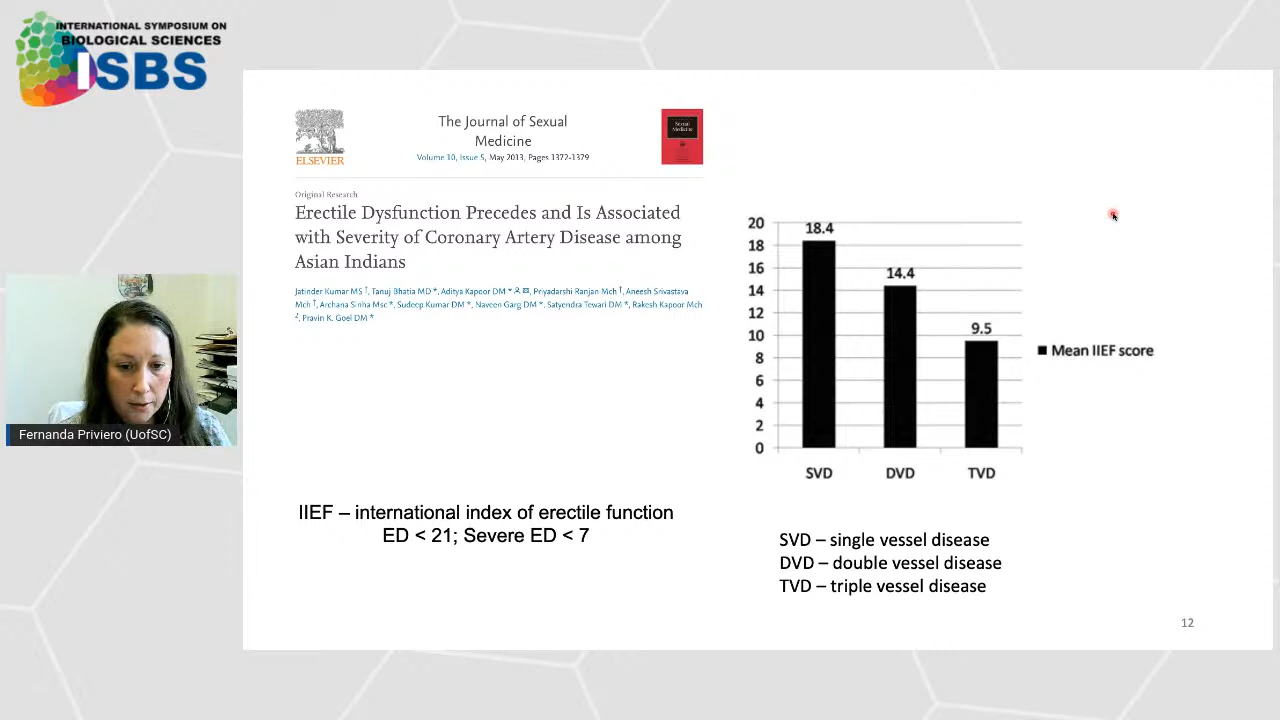 INTERNATIONAL SYMPOSIUM ON
BIOLOGICAL SCIENCES
ISBS
ELSEVIER
The Journal of Sexual
Medicine
Volume 10, Issue 5, May 2013, Pages 1372-1379
Sexual
Medicine
Original Research
Erectile Dysfunction Precedes and Is Associated
with Severity of Coronary Artery Disease among
Asian Indians
Jatinder Kumar MS †, Tanuj Bhatia MD *, Aditya Kapoor DM *, Priyadarshi Ranjan Mch †, Aneesh Srivastava
Mch †, Archana Sinha Msc *, Sudeep Kumar DM *, Naveen Garg DM *, Satyendra Tewari DM *, Rakesh Kapoor Mch
, Pravin K. Goel DM *
Fernanda Priviero (UofSC)
IIEF – international index of erectile function
ED < 21; Severe ED < 7
20
18
16
14
12
10
8
6
4
2
0
18.4
14.4
9.5
SVD
DVD
TVD
Mean IIEF score
SVD – single vessel disease
DVD – double vessel disease
TVD – triple vessel disease
12